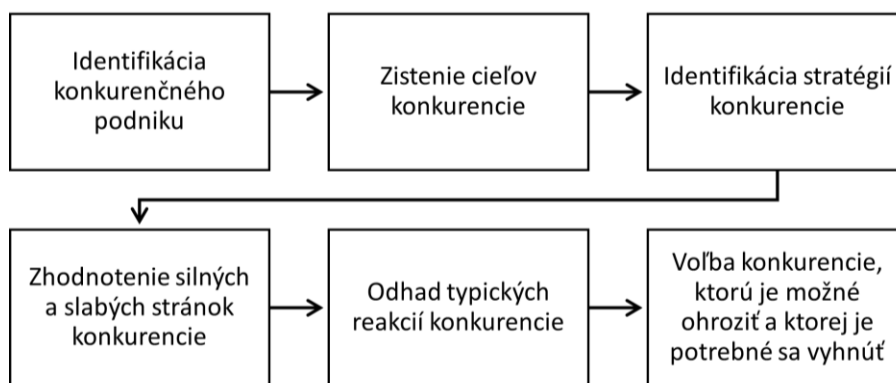 Identifikácia
konkurenčného
podniku
Zistenie cieľov
konkurencie
Identifikácia stratégií
konkurencie
Zhodnotenie silných
a slabých stránok
konkurencie
Odhad typických
reakcií konkurencie
Voľba konkurencie,
ktorú je možné
ohroziť a ktorej je
potrebné sa vyhnúť